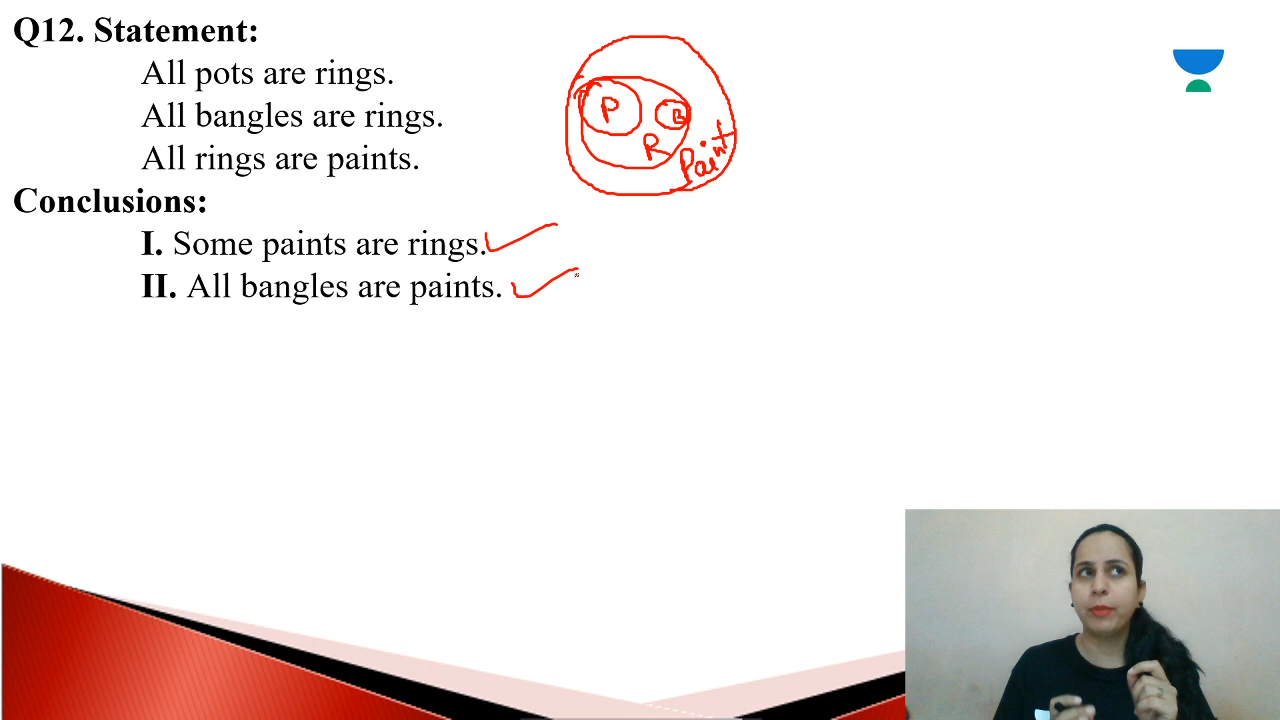 Q12. Statement:
All pots are rings.
All bangles are rings.
All rings are paints.
Conclusions:
I. Some paints are rings.
II. All bangles are paints.
P
B
R
Paint